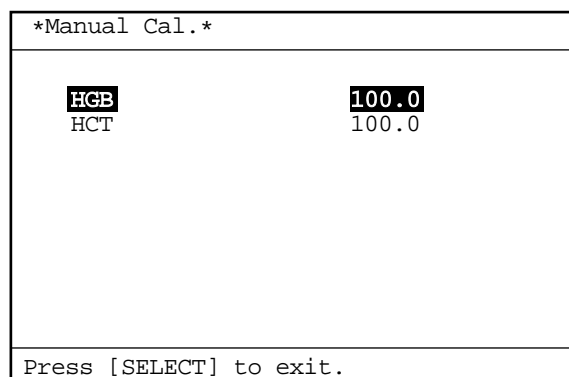 *Manual Cal.*
HGB 100.0
HCT 100.0
Press [SELECT] to exit.